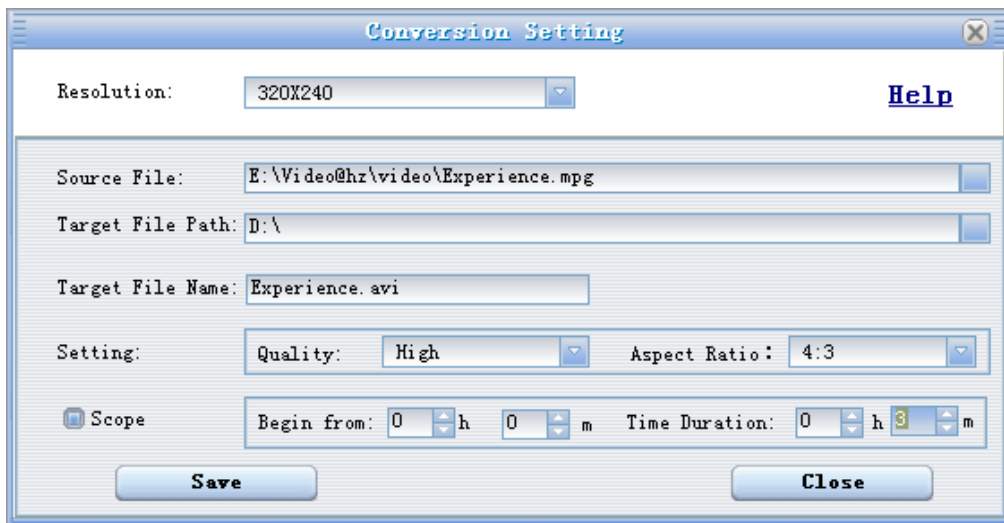 Conversion Setting
Resolution: 320X240 Help
Source File: E:\Video@hz\video\Experience.mpg
Target File Path: D:\
Target File Name: Experience.avi
Setting: Quality: High Aspect Ratio: 4:3
Scope Begin from: 0 h 0 m Time Duration: 0 h 3 m
Save Close